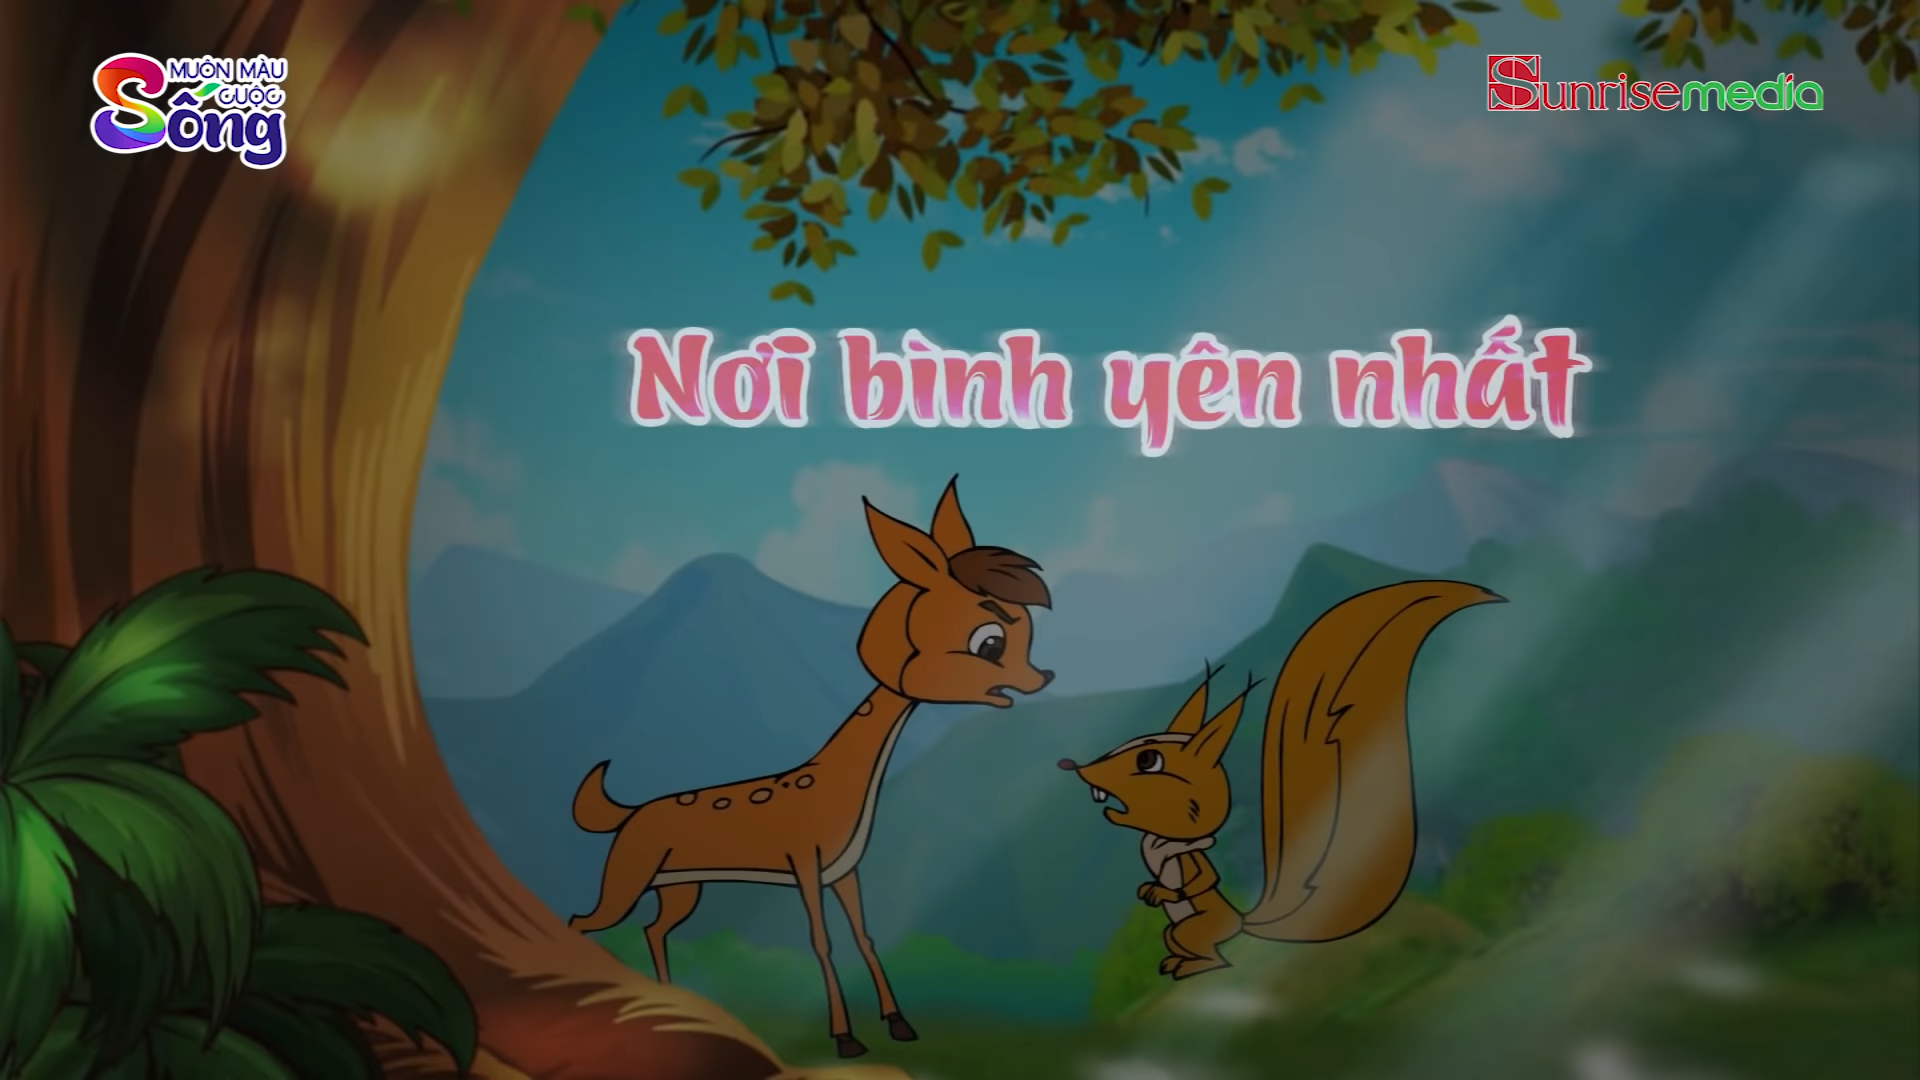 MUÔN MÀU
CUỘC
Sống
Sunrisemedia
Nơi bình yên nhất